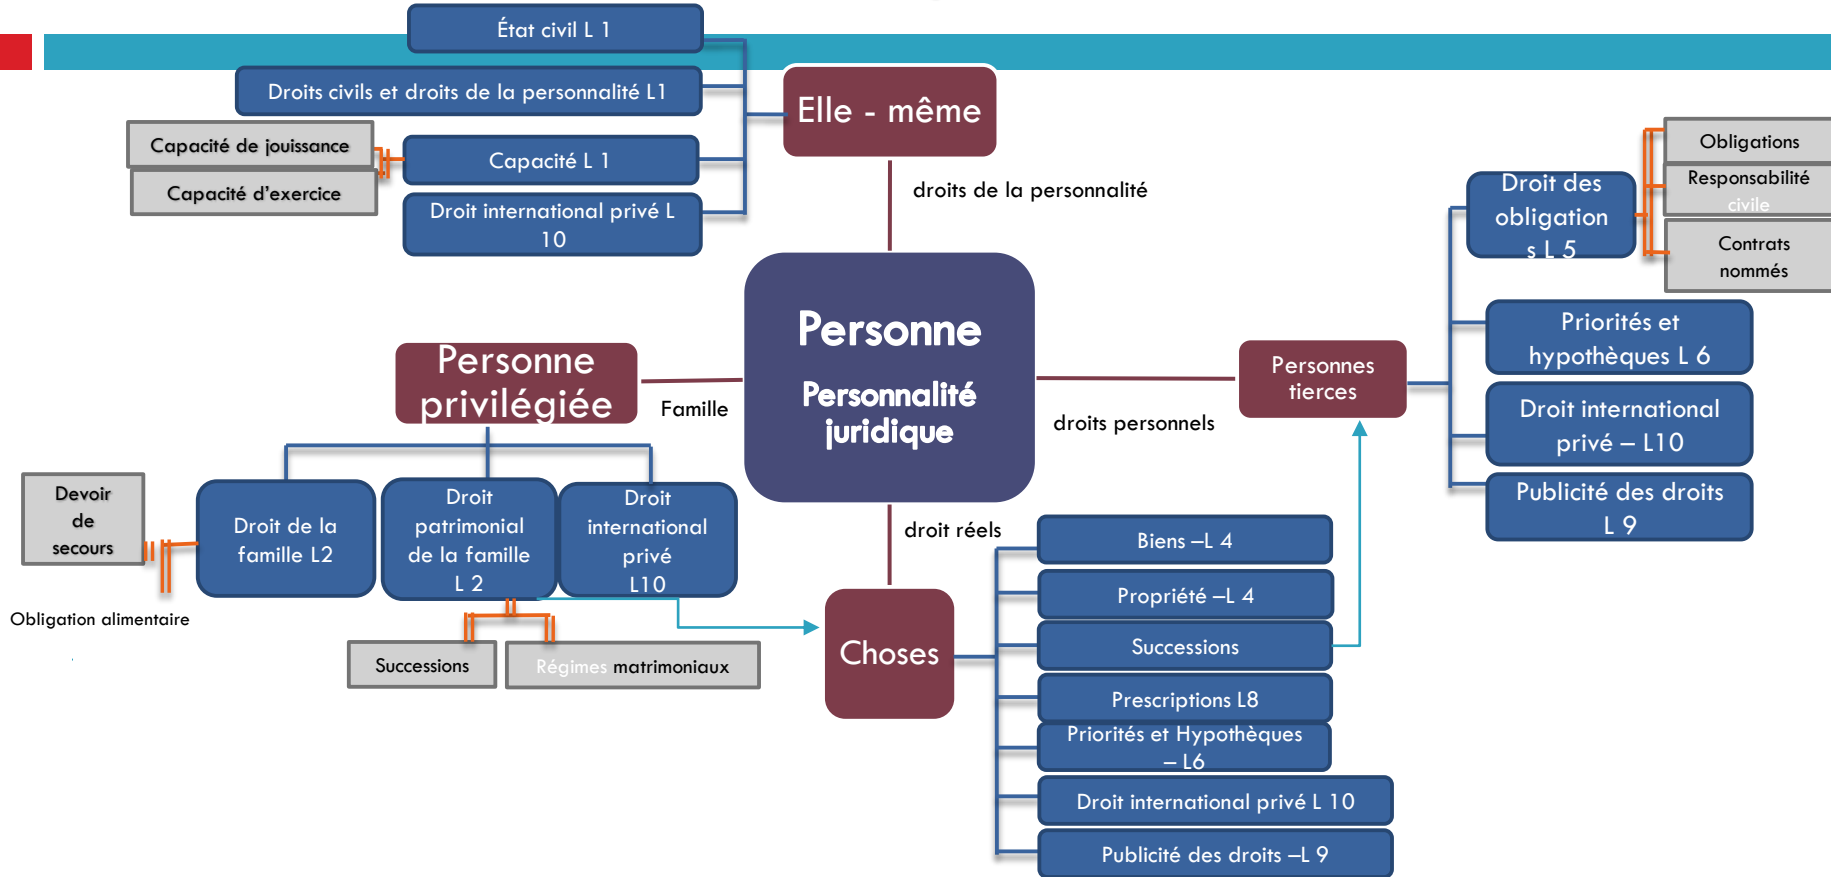 État civil L 1
Droits civils et droits de la personnalité L1
Capacité de jouissance
Capacité d'exercice
Capacité L 1
Droit international privé L
10
Elle - même
droits de la personnalité
Personne
Personnalité
juridique
Personne
privilégiée
Famille
Devoir
de
secours
Obligation alimentaire
Droit de la
famille L2
Droit
patrimonial
de la famille
L 2
Droit
international
privé
L10
Successions
Régimes matrimoniaux
droit réels
Choses
Biens –L 4
Propriété –L 4
Successions
Prescriptions L8
Priorités et Hypothèques
– L6
Droit international privé L 10
Publicité des droits –L 9
droits personnels
Personnes
tierces
Droit des
obligation
s L 5
Obligations
Responsabilité
civile
Contrats
nommés
Priorités et
hypothèques L 6
Droit international
privé – L10
Publicité des droits
L 9